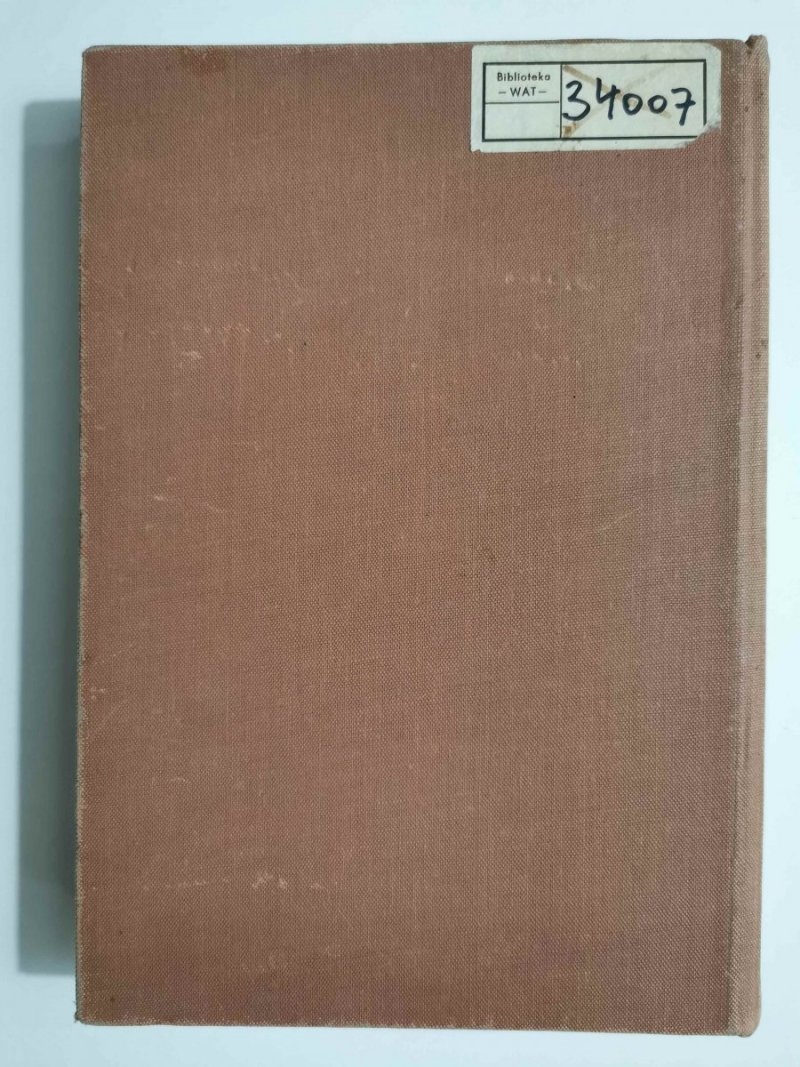 Biblioteka
— WAT —
34007